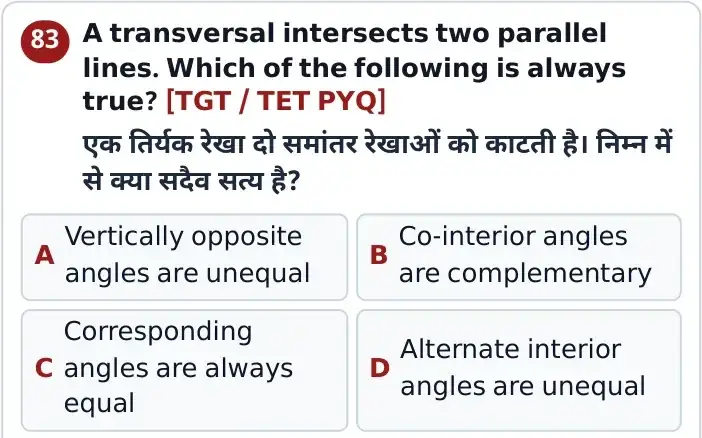 83 A transversal intersects two parallel
lines. Which of the following is always
true? [TGT / TET PYQ]
एक तिर्यक रेखा दो समांतर रेखाओं को काटती है। निम्न में
से क्या सदैव सत्य है?
A Vertically opposite
angles are unequal
B Co-interior angles
are complementary
C Corresponding
angles are always
equal
D Alternate interior
angles are unequal